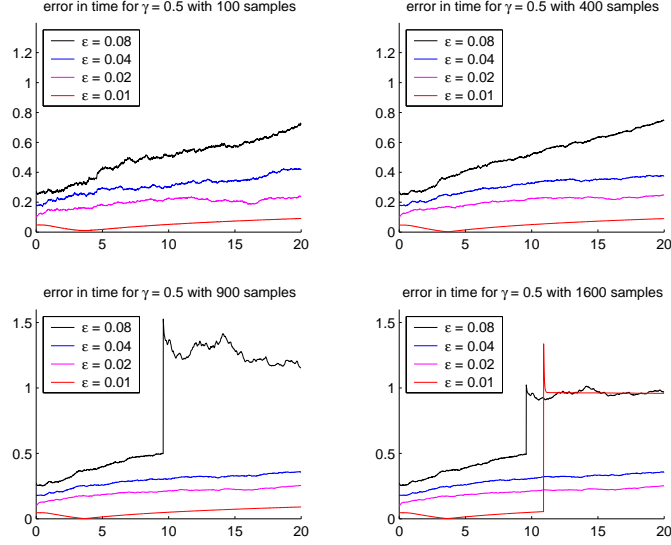 error in time for γ = 0.5 with 100 samples
ε = 0.08
ε = 0.04
ε = 0.02
ε = 0.01
1.2
1
0.8
0.6
0.4
0.2
0
0 5 10 15 20
error in time for γ = 0.5 with 400 samples
ε = 0.08
ε = 0.04
ε = 0.02
ε = 0.01
1.2
1
0.8
0.6
0.4
0.2
0
0 5 10 15 20
error in time for γ = 0.5 with 900 samples
ε = 0.08
ε = 0.04
ε = 0.02
ε = 0.01
1.5
1
0.5
0
0 5 10 15 20
error in time for γ = 0.5 with 1600 samples
ε = 0.08
ε = 0.04
ε = 0.02
ε = 0.01
1.5
1
0.5
0
0 5 10 15 20